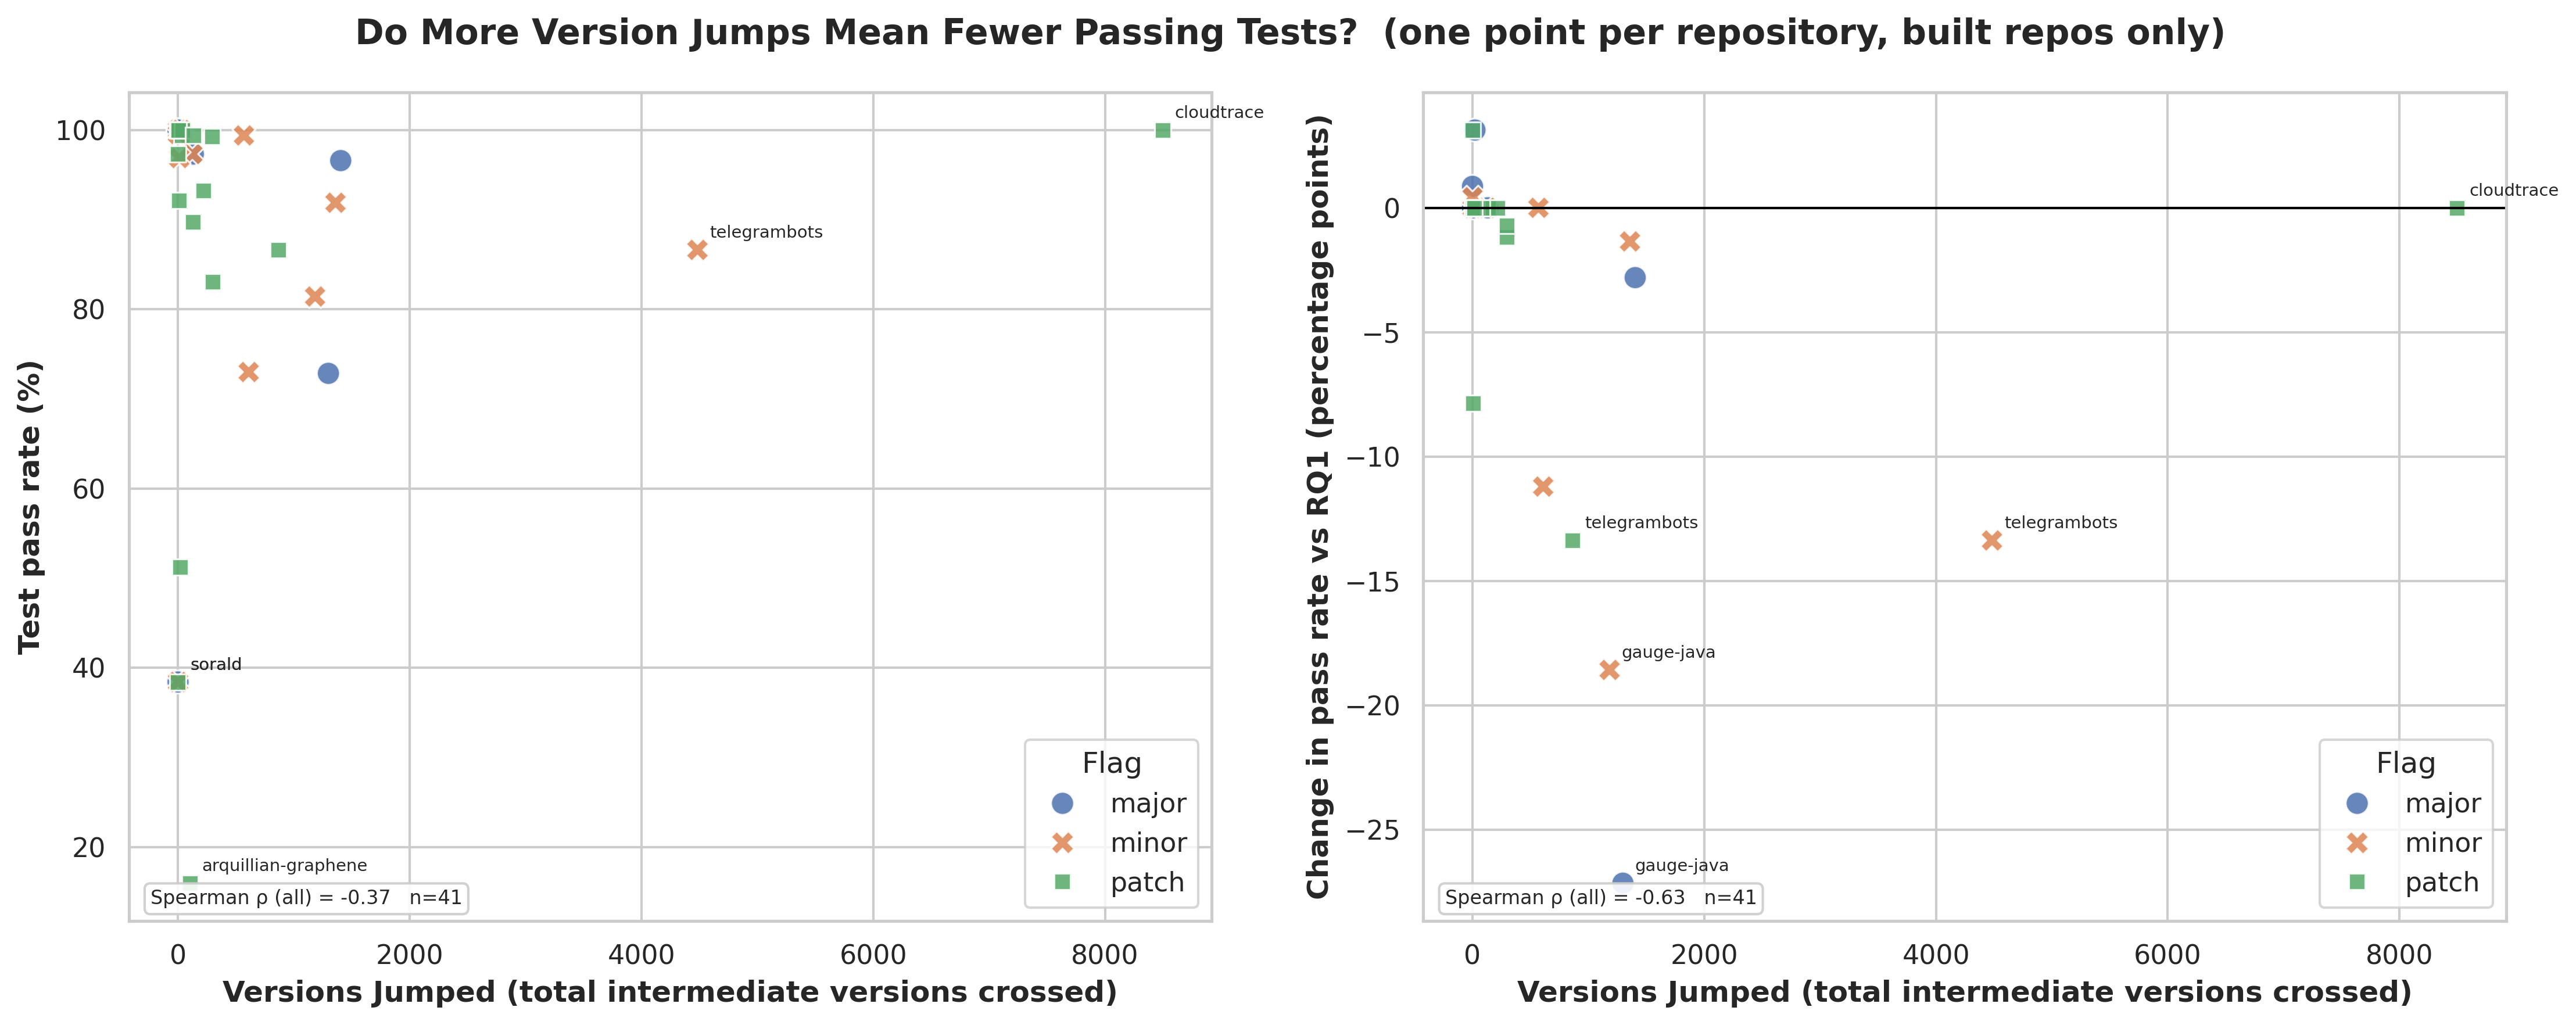 Do More Version Jumps Mean Fewer Passing Tests?  (one point per repository, built repos only)
Test pass rate (%)
100
80
60
40
20
cloudtrace
telegrambots
sorald
arquillian-graphene
Spearman ρ (all) = -0.37   n=41
Flag
major
minor
patch
0
2000
4000
6000
8000
Versions Jumped (total intermediate versions crossed)
Change in pass rate vs RQ1 (percentage points)
0
−5
−10
−15
−20
−25
cloudtrace
telegrambots
telegrambots
gauge-java
gauge-java
Spearman ρ (all) = -0.63   n=41
Flag
major
minor
patch
0
2000
4000
6000
8000
Versions Jumped (total intermediate versions crossed)